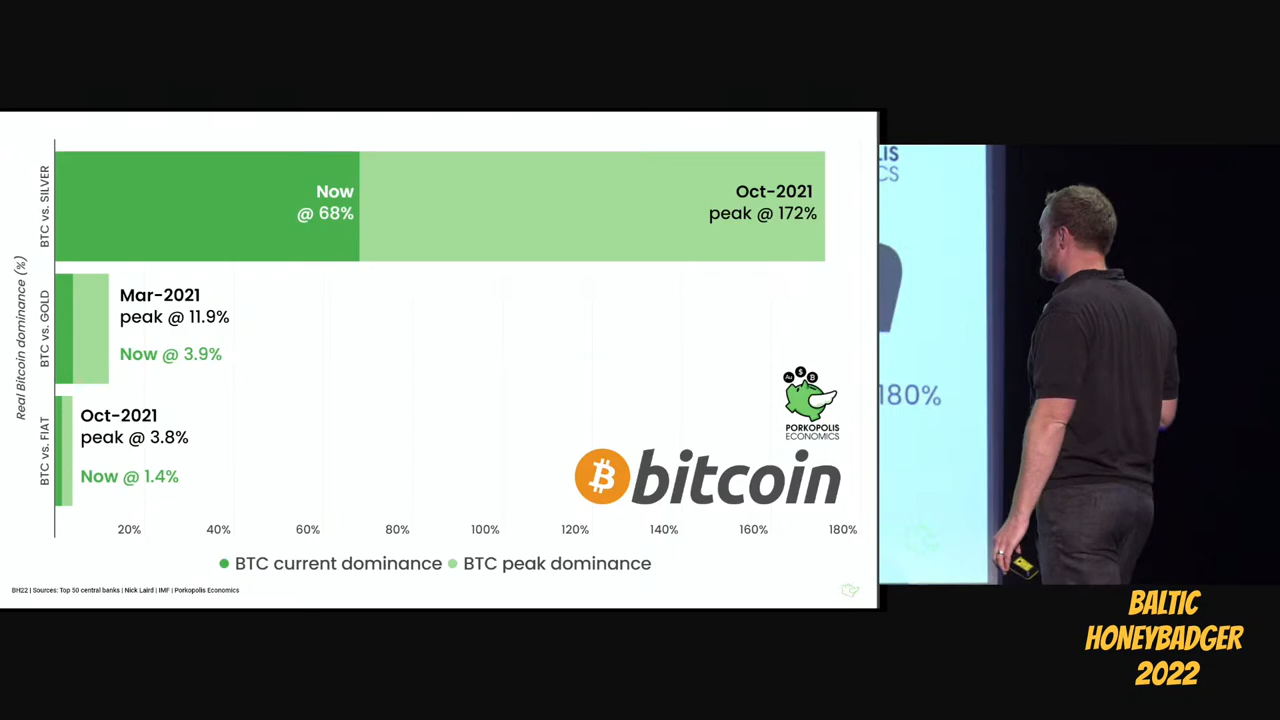 BTC vs. SILVER
Now
@ 68%
Oct-2021
peak @ 172%
Real Bitcoin dominance (%)
BTC vs. GOLD
Mar-2021
peak @ 11.9%
Now @ 3.9%
BTC vs. FIAT
Oct-2021
peak @ 3.8%
Now @ 1.4%
Au $ B
PORKOPOLIS
ECONOMICS
bitcoin
20% 40% 60% 80% 100% 120% 140% 160% 180%
BTC current dominance BTC peak dominance
BH22 | Sources: Top 50 central banks | Nick Laird | IMF | Porkopolis Economics
LIS
CS
180%
BALTIC
HONEYBADGER
2022